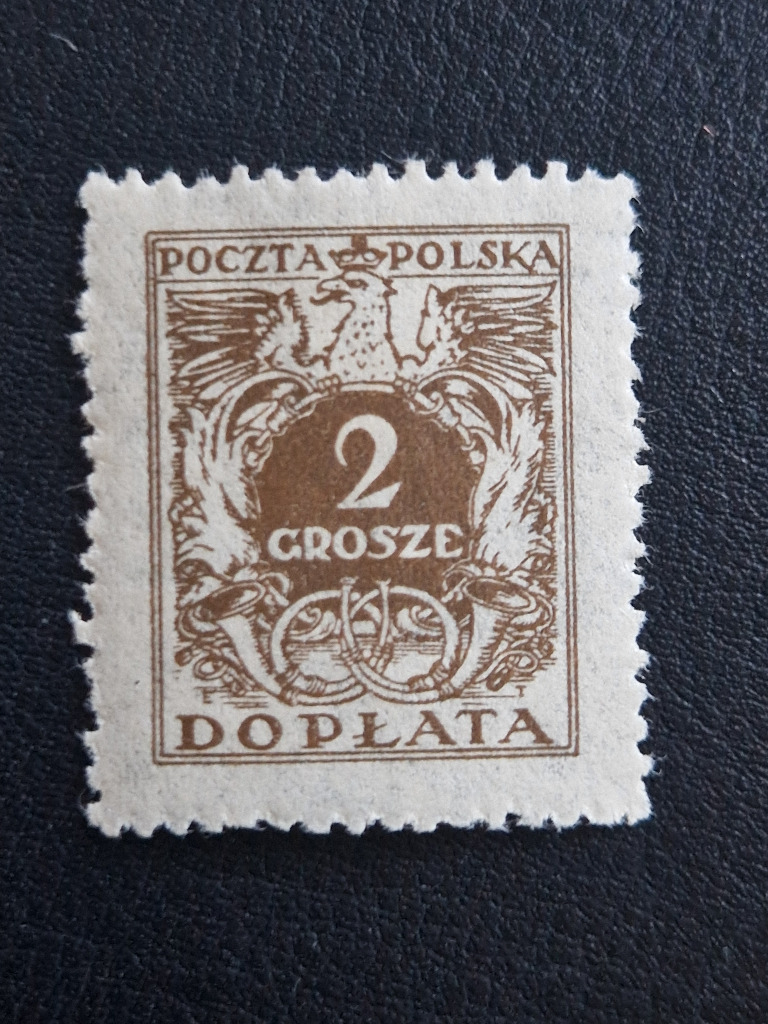 POCZTA POLSKA
2
GROSZE
DOPŁATA